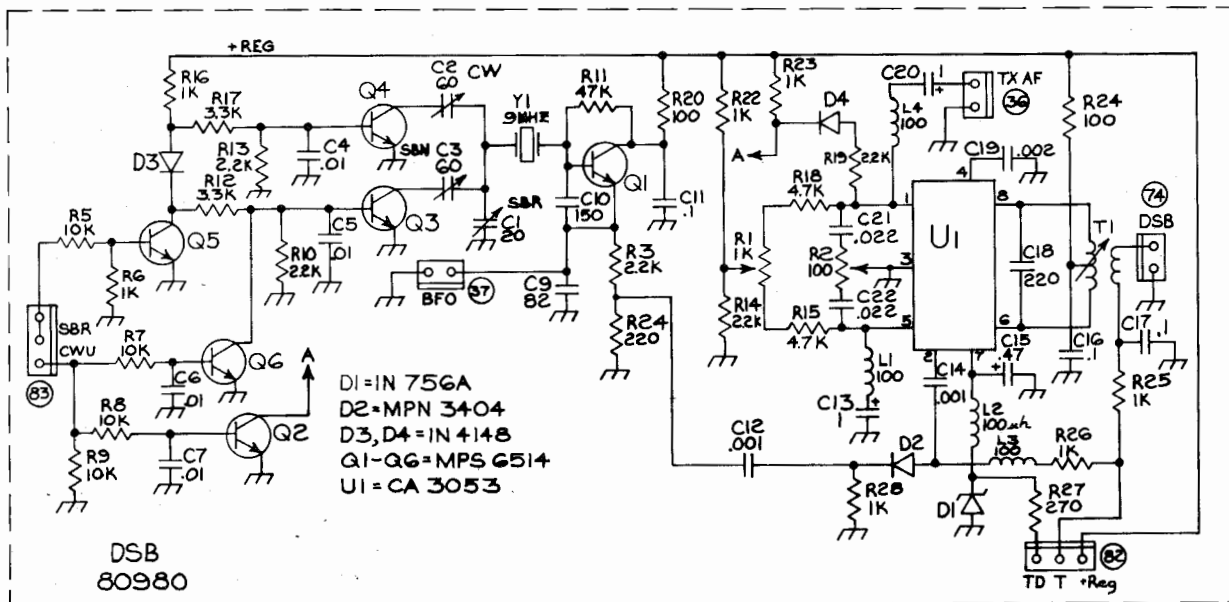 +REG
R16
1K
R17
3.3K
Q4
C2
60
CW
R11
47K
Y1
9MHZ
R20
100
R22
1K
R23
1K
D4
C20
1
+
TX AF
36
L4
100
R24
100
D3
R13
2.2K
C4
.01
SBN
R12
3.3K
C3
60
Q1
A
R19
2.2K
C19
.002
4
R18
4.7K
1
8
74
DSB
R5
10K
Q5
R10
2.2K
C5
.01
Q3
C1
20
SBR
C10
150
C11
.1
R1
1K
C21
.022
U1
T1
R6
1K
R3
2.2K
R2
100
3
C18
220
BFO
37
C9
82
R14
2.2K
C22
.022
R15
4.7K
5
6
SBR
CWU
83
R7
10K
Q6
A
R24
220
L1
100
2
7
C15
.47
+
C16
.1
C17
.1
C6
.01
C14
.001
R25
1K
R8
10K
Q2
C13
1
+
L2
100uh
R9
10K
C7
.01
C12
.001
D2
L3
100
R26
1K
R28
1K
D1
R27
270
D1=IN 756A
D2=MPN 3404
D3, D4=IN 4148
Q1-Q6=MPS 6514
U1=CA 3053
DSB
80980
82
TD T +Reg